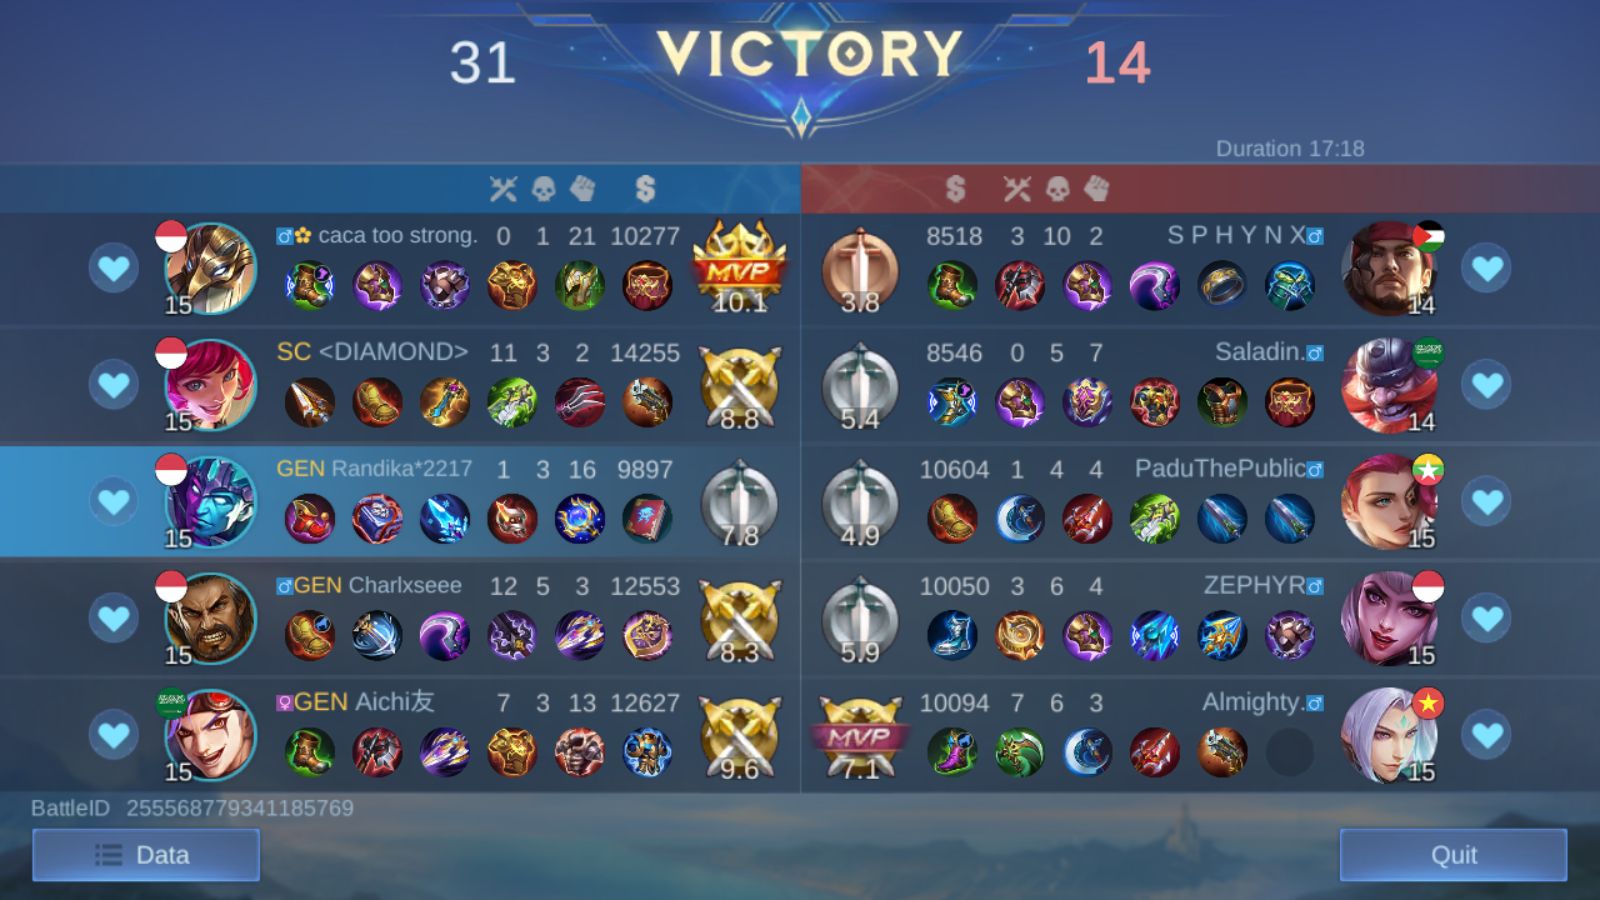 31 VICTORY 14
Duration 17:18
caca too strong. 0 1 21 10277 MVP 10.1 15
3.8 8518 3 10 2 S P H Y N X 14
SC <DIAMOND> 11 3 2 14255 8.8 15
5.4 8546 0 5 7 Saladin. 14
GEN Randika*2217 1 3 16 9897 7.8 15
4.9 10604 1 4 4 PaduThePublic 15
GEN Charlxseee 12 5 3 12553 8.3 15
5.9 10050 3 6 4 ZEPHYR 15
GEN Aichi友 7 3 13 12627 9.6 15
MVP 7.1 10094 7 6 3 Almighty. 15
BattleID 255568779341185769
Data
Quit